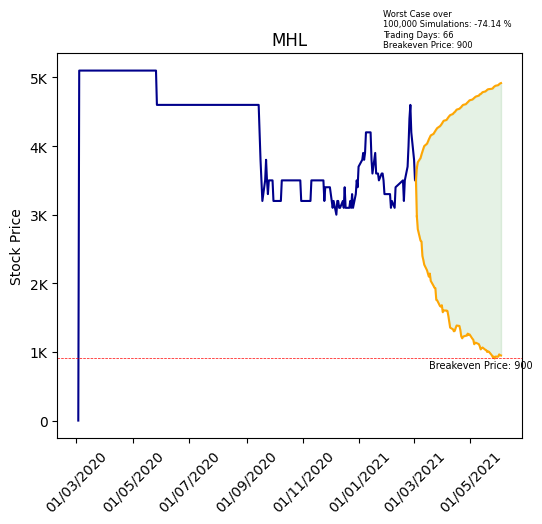 Worst Case over
100,000 Simulations: -74.14 %
Trading Days: 66
Breakeven Price: 900
MHL
Stock Price
5K
4K
3K
2K
1K
0
Breakeven Price: 900
01/03/2020
01/05/2020
01/07/2020
01/09/2020
01/11/2020
01/01/2021
01/03/2021
01/05/2021